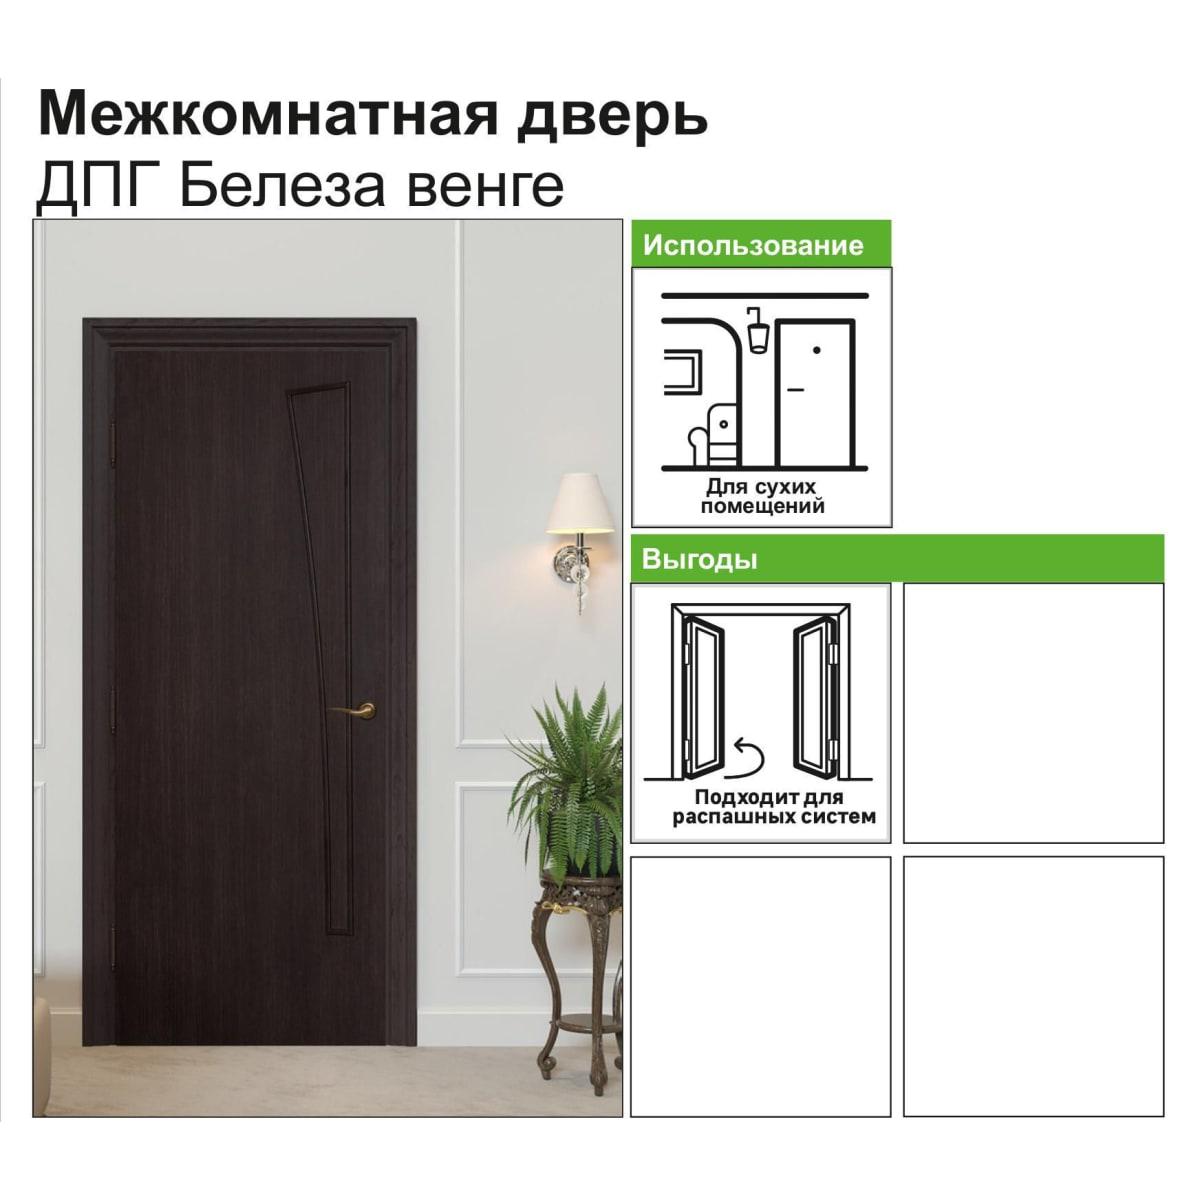 Межкомнатная дверь
ДПГ Белеза венге
Использование
Для сухих
помещений
Выгоды
Подходит для
распашных систем